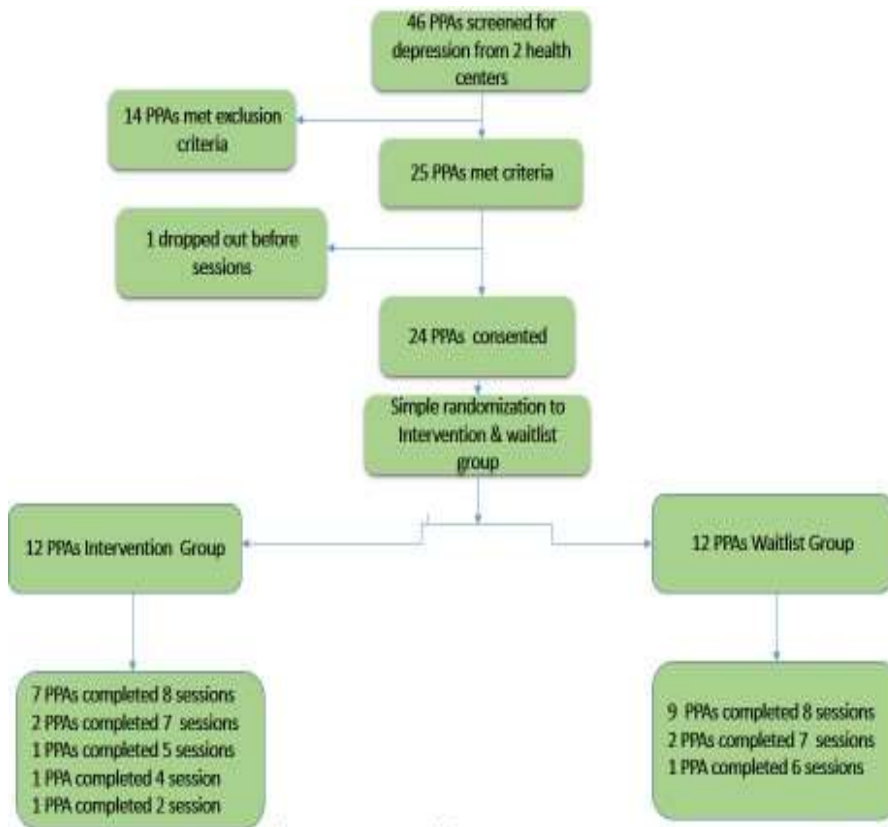 46 PPAs screened for
depression from 2 health
centers
14 PPAs met exclusion
criteria
25 PPAs met criteria
1 dropped out before
sessions
24 PPAs consented
Simple randomization to
Intervention & waitlist
group
12 PPAs Intervention Group
12 PPAs Waitlist Group
7 PPAs completed 8 sessions
2 PPAs completed 7 sessions
1 PPAs completed 5 sessions
1 PPA completed 4 session
1 PPA completed 2 session
9 PPAs completed 8 sessions
2 PPAs completed 7 sessions
1 PPA completed 6 sessions